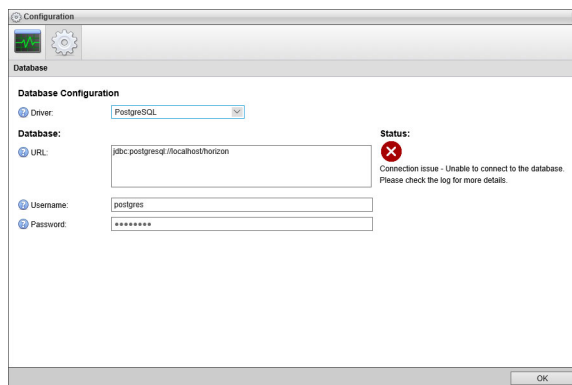 Configuration
Database
Database Configuration
Driver:
PostgreSQL
Database:
Status:
URL:
jdbc:postgresql://localhost/horizon
Connection issue - Unable to connect to the database.
Please check the log for more details.
Username:
postgres
Password:
••••••••
OK